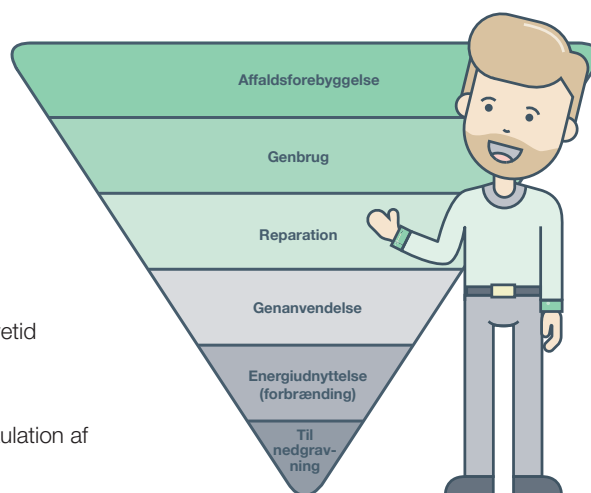 Affaldsforebyggelse
Genbrug
Reparation
Genanvendelse
etid
Energiudnyttelse
(forbrænding)
Til
nedgrav-
ning
ulation af